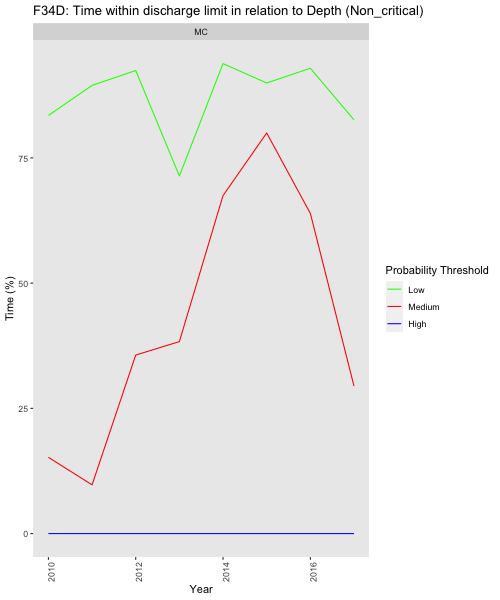 F34D: Time within discharge limit in relation to Depth (Non_critical)
MC
Time (%)
75
50
25
0
2010
2012
2014
2016
Year
Probability Threshold
Low
Medium
High